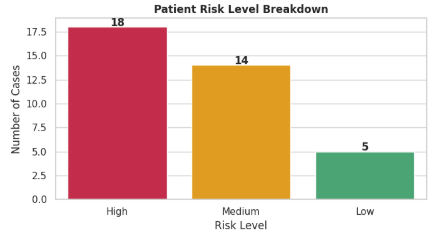 Patient Risk Level Breakdown
18
17.5
15.0
14
12.5
10.0
7.5
5.0
5
2.5
0.0
Number of Cases
High Medium Low
Risk Level